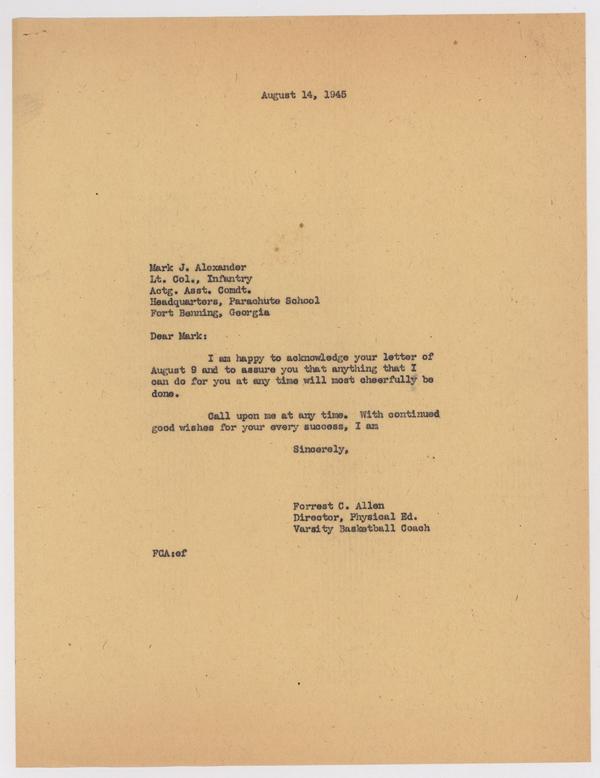 August 14, 1945
Mark J. Alexander
Lt. Col., Infantry
Actg. Asst. Comdt.
Headquarters, Parachute School
Fort Benning, Georgia
Dear Mark:
I am happy to acknowledge your letter of
August 9 and to assure you that anything that I
can do for you at any time will most cheerfully be
done.
Call upon me at any time. With continued
good wishes for your every success, I am
Sincerely,
Forrest C. Allen
Director, Physical Ed.
Varsity Basketball Coach
FCA:ef